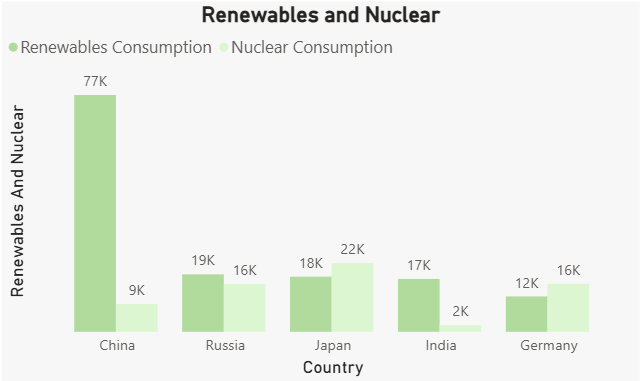 Renewables and Nuclear
Renewables Consumption Nuclear Consumption
Renewables And Nuclear
77K
9K
19K
16K
18K
22K
17K
2K
12K
16K
China Russia Japan India Germany
Country